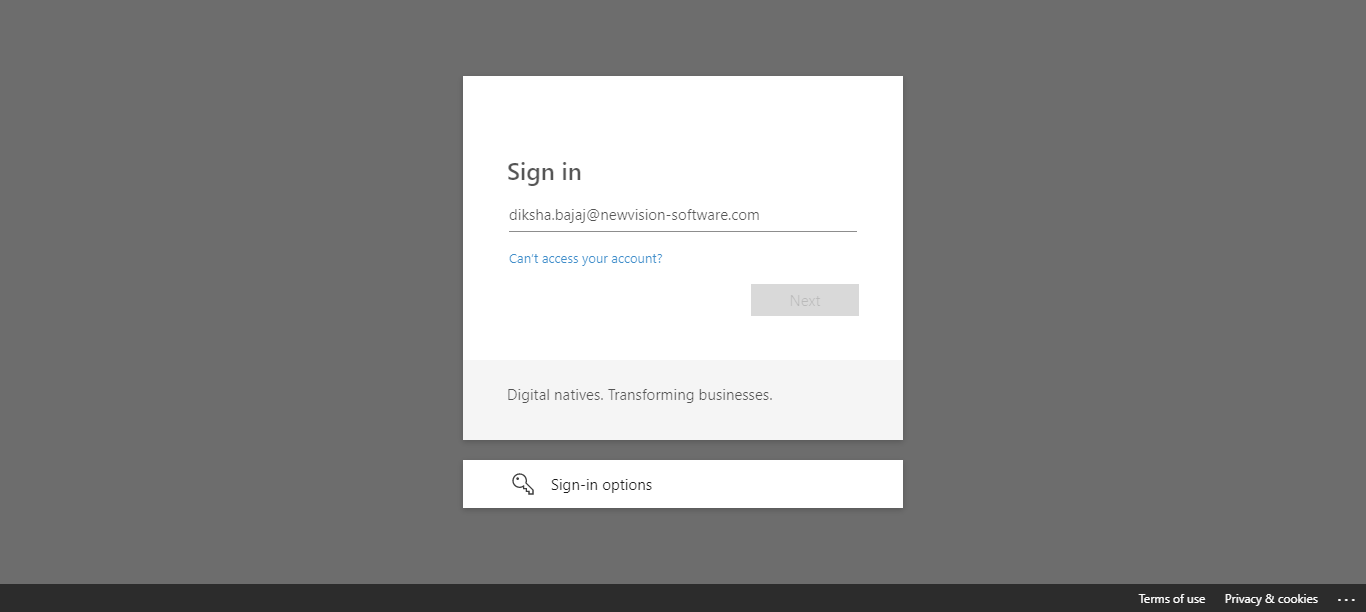 Sign in
diksha.bajaj@newvision-software.com
Can't access your account?
Next
Digital natives. Transforming businesses.
Sign-in options
Terms of use Privacy & cookies ...